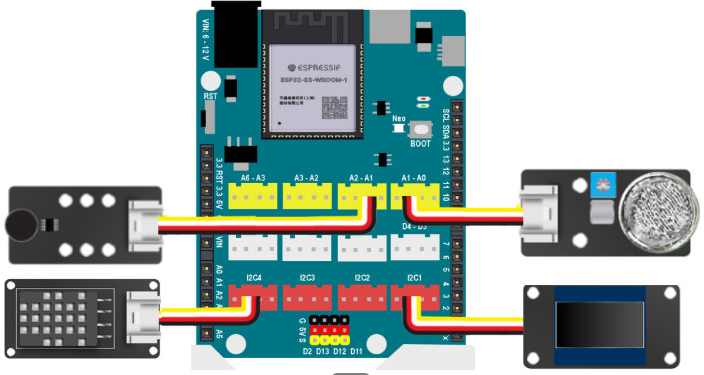 VIN: 6 - 12 V
ESPRESSIF
ESP32-S3-WROOM-1
RST
Neo
BOOT
SCL
SDA
3.3
13
12
11
10
3.3
RST
3.3
5V
A6 - A3
A3 - A2
A2 - A1
A1 - A0
D4 - D3
VIN
7
6
5
4
3
2
A0
A1
A2
A5
I2C4
I2C3
I2C2
I2C1
X
G
5V
S
D2 D13 D12 D11